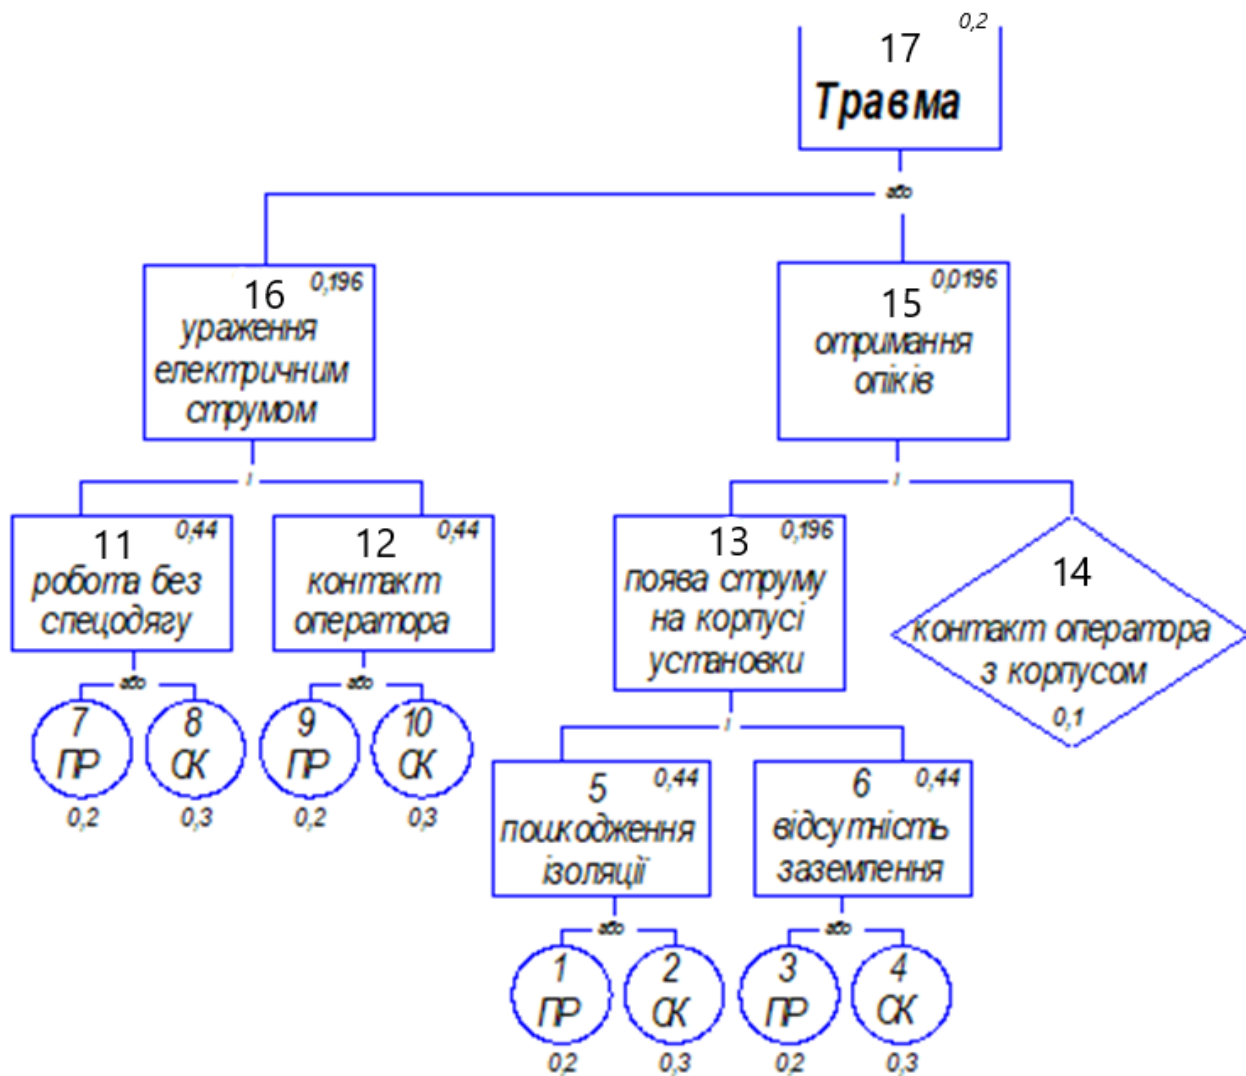 0,2
17
Травма
або
0,196
16
ураження
електричним
струмом
0,0196
15
отримання
опіків
і
і
0,44
11
робота без
спецодягу
0,44
12
контакт
оператора
0,196
13
поява струму
на корпусі
установки
14
контакт оператора
з корпусом
0,1
або
або
7
ПР
8
СК
9
ПР
10
СК
0,2
0,3
0,2
0,3
і
0,44
5
пошкодження
ізоляції
0,44
6
відсутність
заземлення
або
або
1
ПР
2
СК
3
ПР
4
СК
0,2
0,3
0,2
0,3